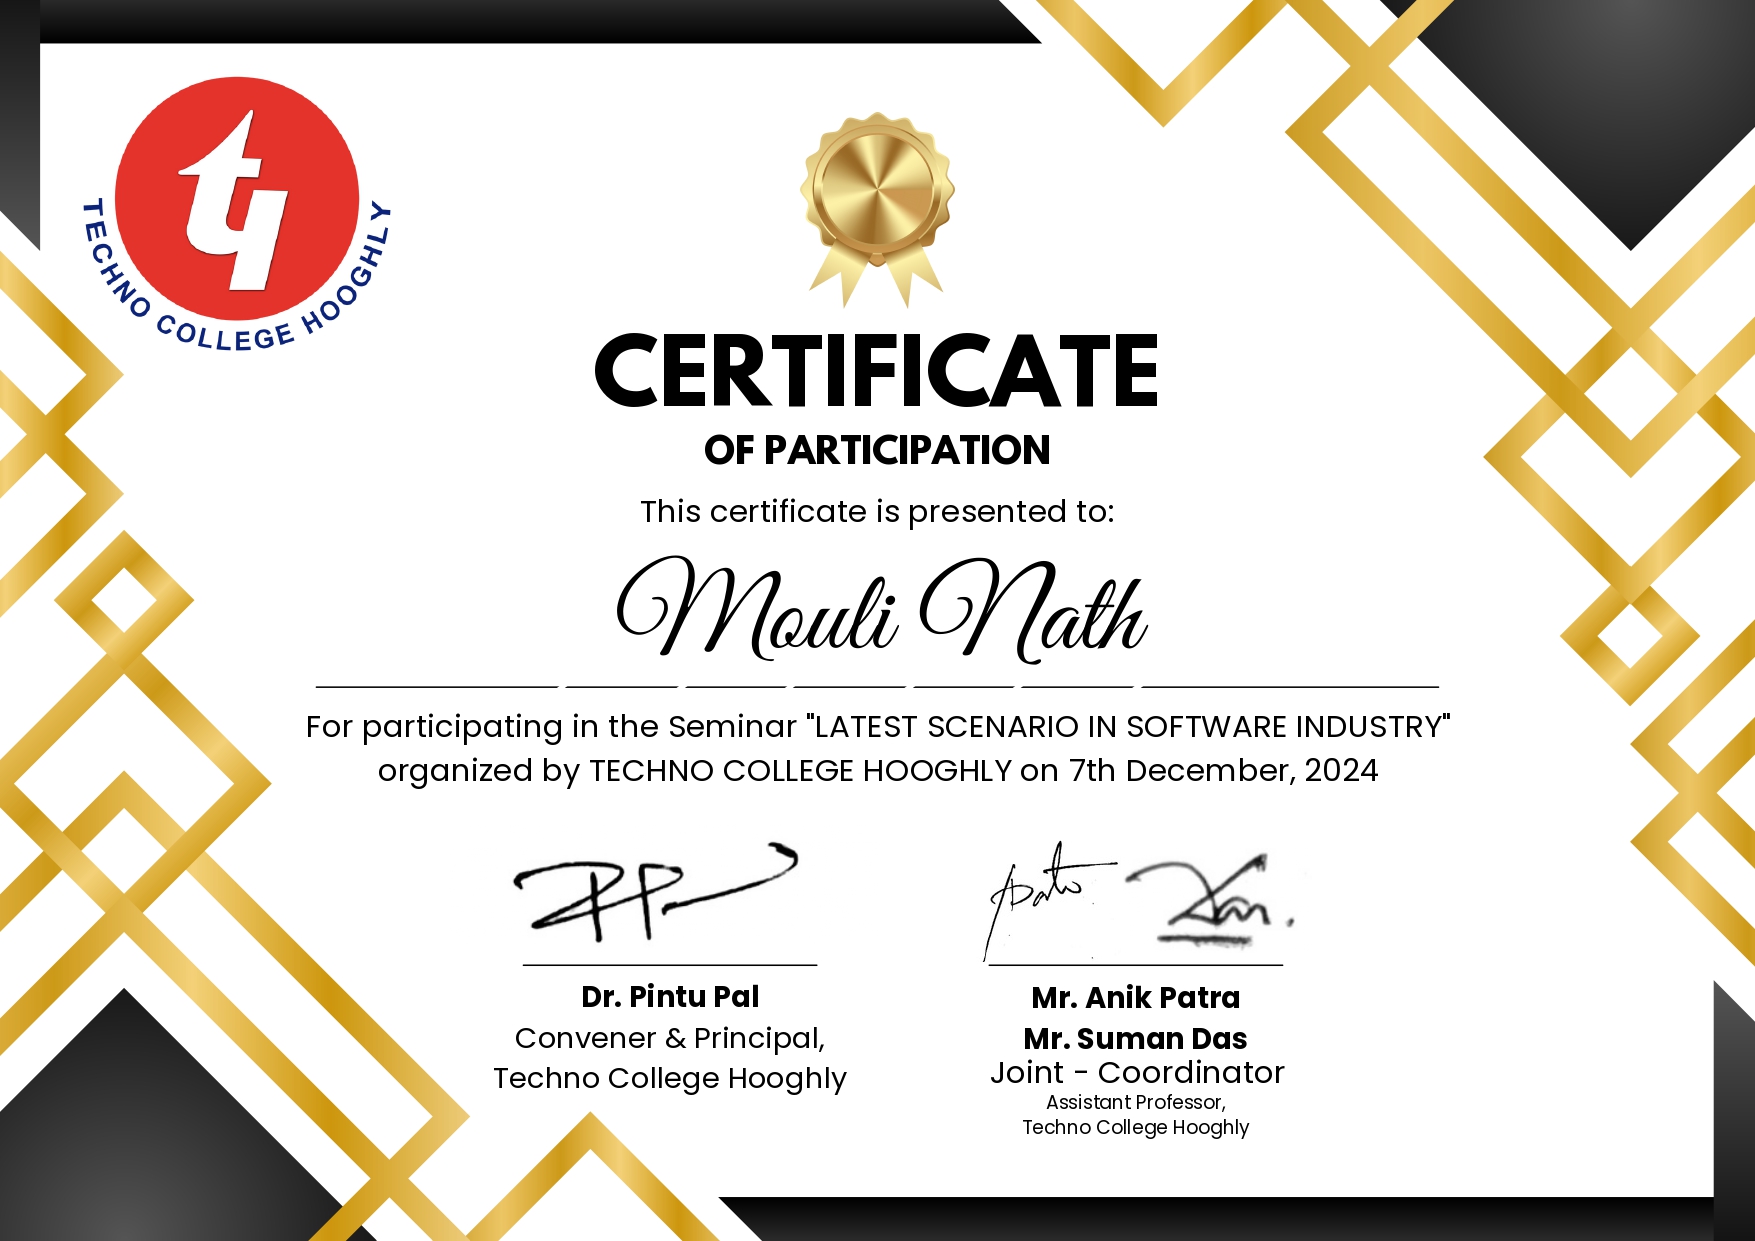 TECHNO COLLEGE HOOGHLY
CERTIFICATE
OF PARTICIPATION
This certificate is presented to:
Mouli Nath
For participating in the Seminar "LATEST SCENARIO IN SOFTWARE INDUSTRY"
organized by TECHNO COLLEGE HOOGHLY on 7th December, 2024
Dr. Pintu Pal
Convener & Principal,
Techno College Hooghly
Mr. Anik Patra
Mr. Suman Das
Joint - Coordinator
Assistant Professor,
Techno College Hooghly